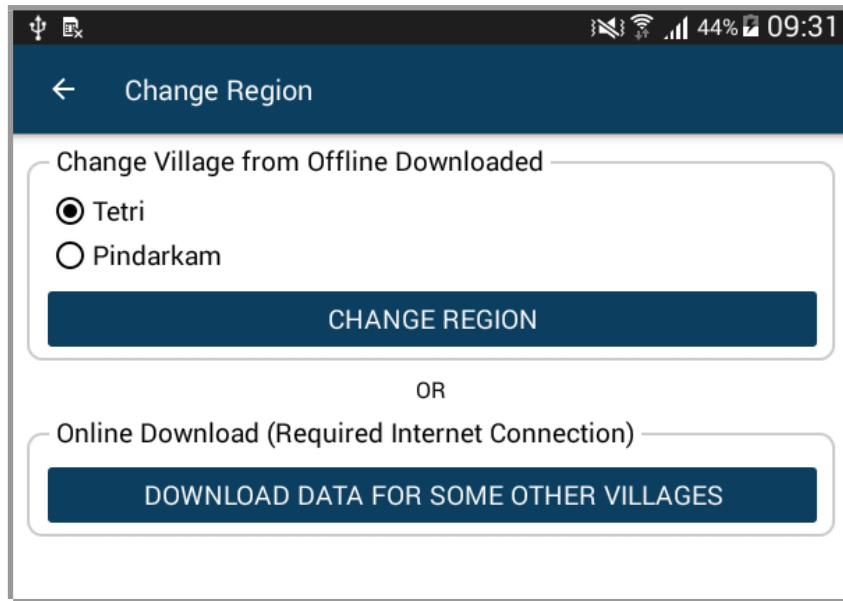 44% 09:31
Change Region
Change Village from Offline Downloaded
Tetri
Pindarkam
CHANGE REGION
OR
Online Download (Required Internet Connection)
DOWNLOAD DATA FOR SOME OTHER VILLAGES